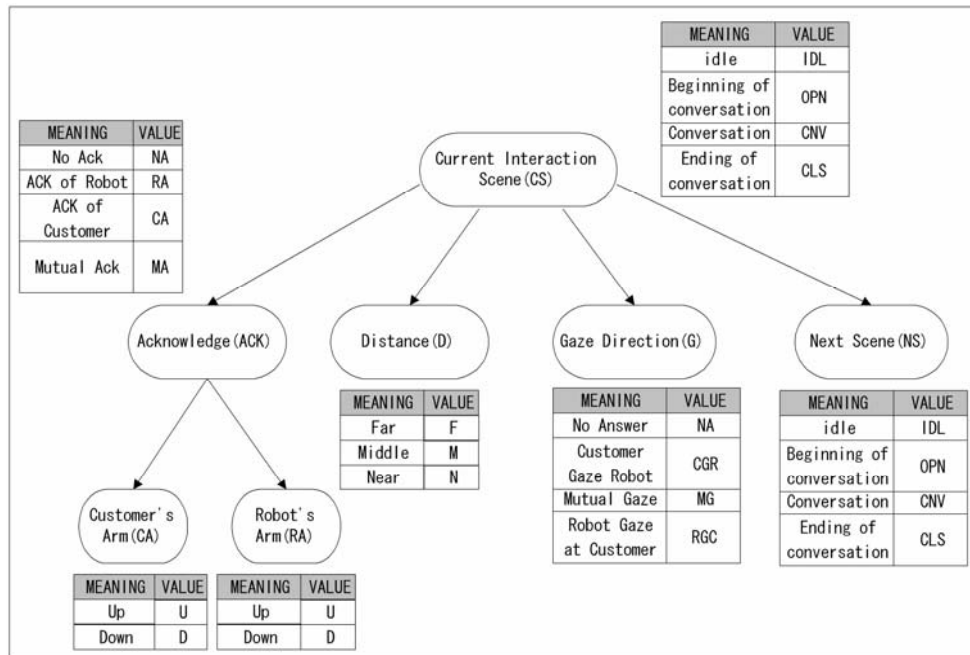 MEANING VALUE
idle IDL
Beginning of
conversation OPN
Conversation CNV
Ending of
conversation CLS
MEANING VALUE
No Ack NA
ACK of Robot RA
ACK of
Customer CA
Mutual Ack MA
Current Interaction
Scene(CS)
Acknowledge(ACK)
Distance(D)
Gaze Direction(G)
Next Scene(NS)
MEANING VALUE
Far F
Middle M
Near N
MEANING VALUE
No Answer NA
Customer
Gaze Robot CGR
Mutual Gaze MG
Robot Gaze
at Customer RGC
MEANING VALUE
idle IDL
Beginning of
conversation OPN
Conversation CNV
Ending of
conversation CLS
Customer's
Arm(CA)
Robot's
Arm(RA)
MEANING VALUE
Up U
Down D
MEANING VALUE
Up U
Down D